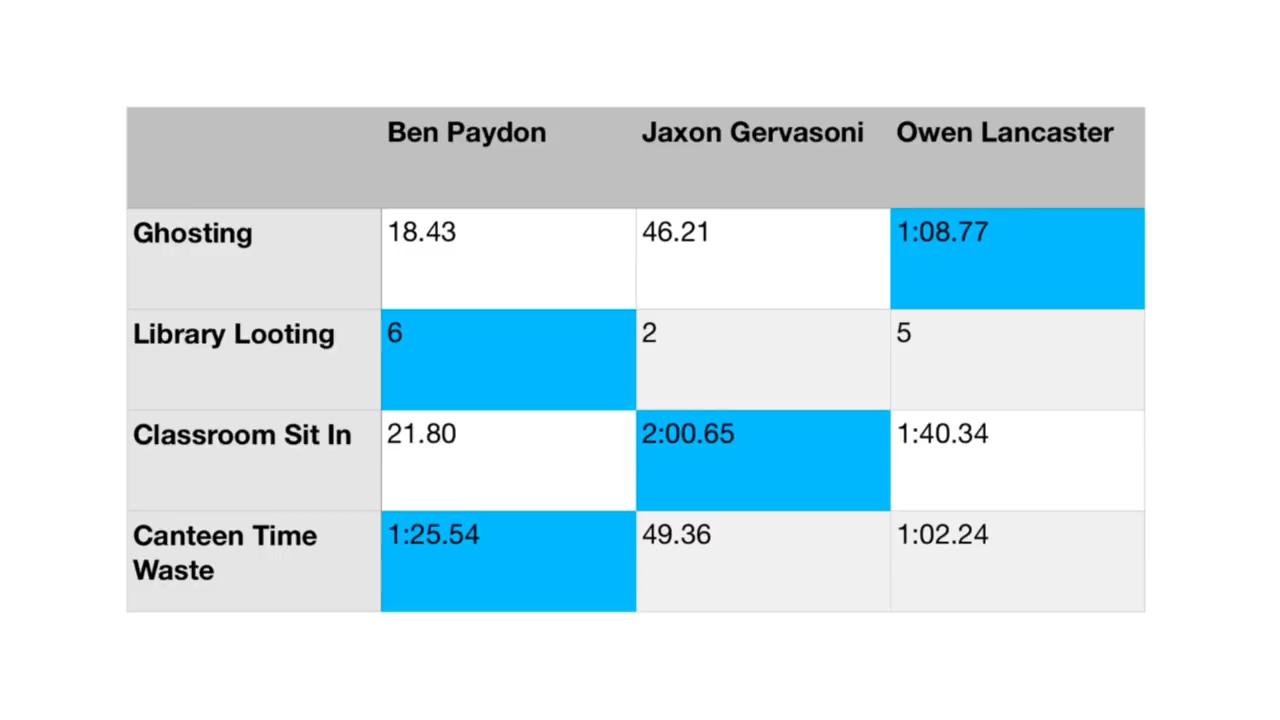 Ben Paydon Jaxon Gervasoni Owen Lancaster
Ghosting 18.43 46.21 1:08.77
Library Looting 6 2 5
Classroom Sit In 21.80 2:00.65 1:40.34
Canteen Time 1:25.54 49.36 1:02.24
Waste